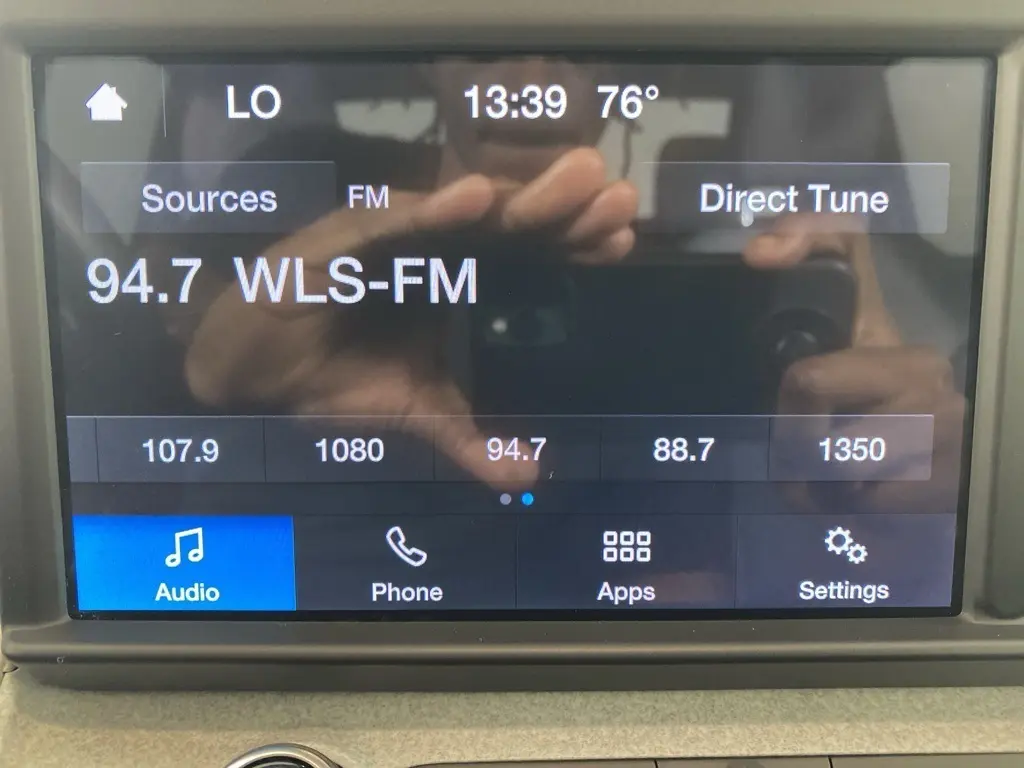 LO 13:39 76°
Sources FM Direct Tune
94.7 WLS-FM
107.9 1080 94.7 88.7 1350
Audio Phone Apps Settings